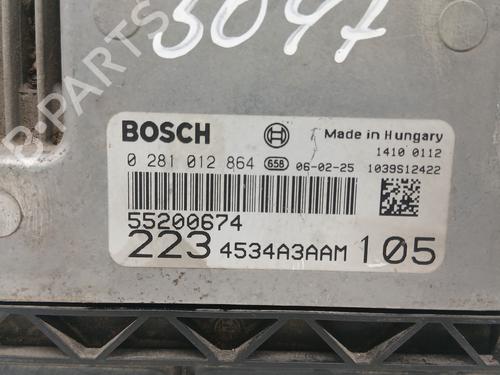 3047
B-PARTS
BOSCH
Made in Hungary
1410 0112
0 281 012 864 658 06-02-25 1039S12422
55200674
223 4534A3AAM 105